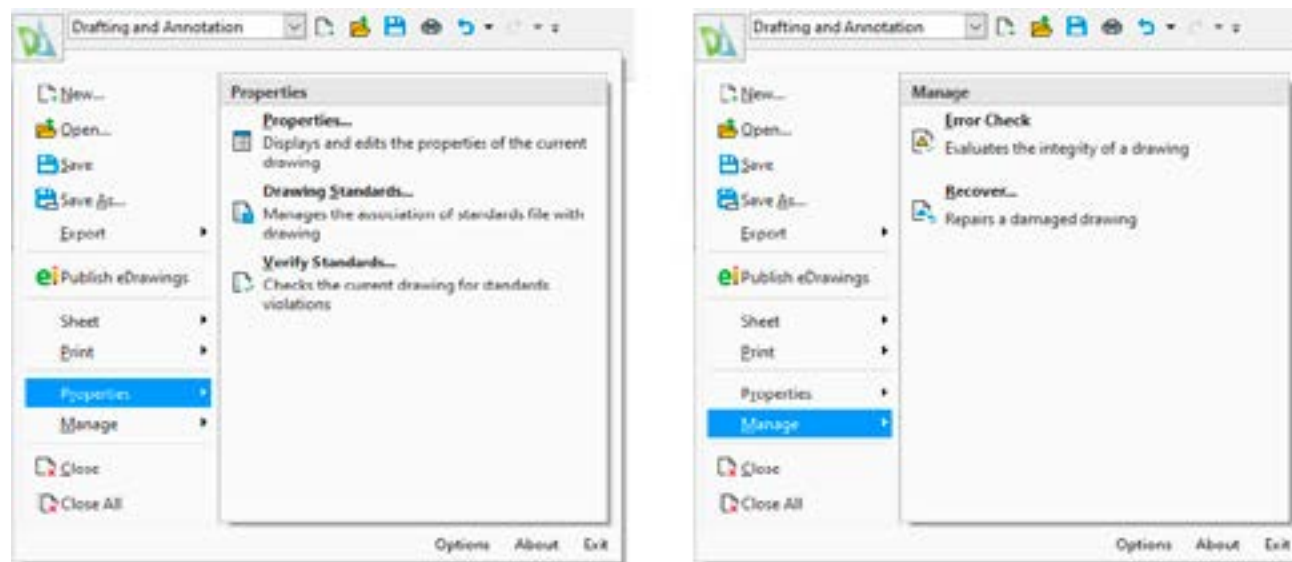 Drafting and Annotation
New...
Open...
Save
Save As...
Export
Publish eDrawings
Sheet
Print
Properties
Manage
Close
Close All
Properties
Properties...
Displays and edits the properties of the current
drawing
Drawing Standards...
Manages the association of standards file with
drawing
Verify Standards...
Checks the current drawing for standards
violations
Options About Exit
Drafting and Annotation
New...
Open...
Save
Save As...
Export
Publish eDrawings
Sheet
Print
Properties
Manage
Close
Close All
Manage
Error Check
Evaluates the integrity of a drawing
Recover...
Repairs a damaged drawing
Options About Exit